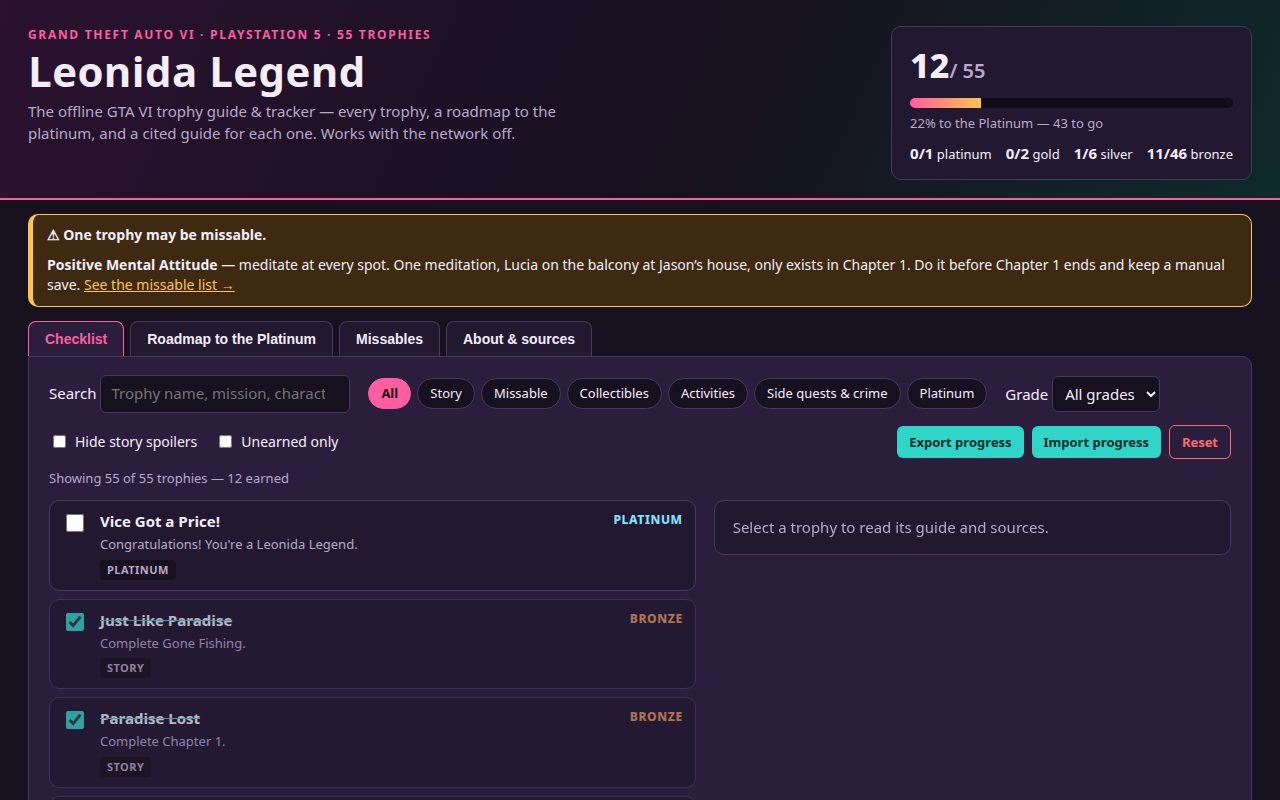 GRAND THEFT AUTO VI · PLAYSTATION 5 · 55 TROPHIES
Leonida Legend
The offline GTA VI trophy guide & tracker — every trophy, a roadmap to the
platinum, and a cited guide for each one. Works with the network off.
12/ 55
22% to the Platinum — 43 to go
0/1 platinum 0/2 gold 1/6 silver 11/46 bronze
⚠ One trophy may be missable.
Positive Mental Attitude — meditate at every spot. One meditation, Lucia on the balcony at Jason’s house, only exists in Chapter 1. Do it before Chapter 1 ends and keep a manual
save. See the missable list →
Checklist Roadmap to the Platinum Missables About & sources
Search Trophy name, mission, charact All Story Missable Collectibles Activities Side quests & crime Platinum Grade All grades
Hide story spoilers Unearned only Export progress Import progress Reset
Showing 55 of 55 trophies — 12 earned
Vice Got a Price! PLATINUM
Congratulations! You're a Leonida Legend.
PLATINUM
Select a trophy to read its guide and sources.
Just Like Paradise BRONZE
Complete Gone Fishing.
STORY
Paradise Lost BRONZE
Complete Chapter 1.
STORY